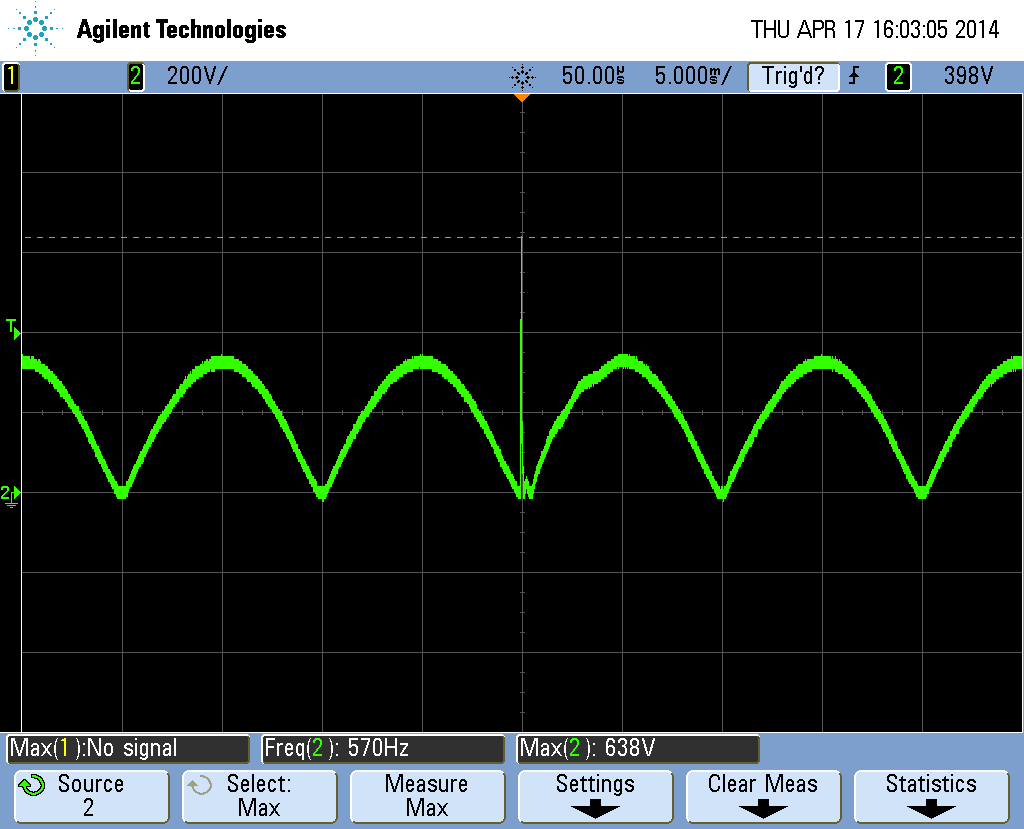 Agilent Technologies THU APR 17 16:03:05 2014
1 2 200V/ 50.00µs 5.000ms/ Trig'd? 2 398V
T
2
Max(1):No signal Freq(2): 570Hz Max(2): 638V
Source Select: Measure Settings Clear Meas Statistics
2 Max Max